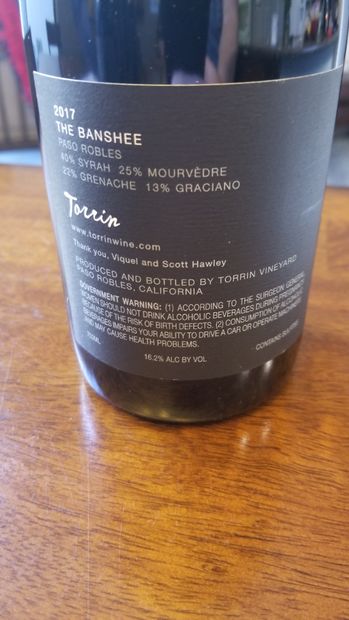 2017
THE BANSHEE
PASO ROBLES
40% SYRAH 25% MOURVÈDRE
22% GRENACHE 13% GRACIANO
Torrin
www.torrinwine.com
Thank you, Viquel and Scott Hawley
PRODUCED AND BOTTLED BY TORRIN VINEYARD
PASO ROBLES, CALIFORNIA
GOVERNMENT WARNING: (1) ACCORDING TO THE SURGEON GENERAL
WOMEN SHOULD NOT DRINK ALCOHOLIC BEVERAGES DURING PREGNANCY
BECAUSE OF THE RISK OF BIRTH DEFECTS. (2) CONSUMPTION OF ALCOHOLIC
BEVERAGES IMPAIRS YOUR ABILITY TO DRIVE A CAR OR OPERATE MACHINERY
AND MAY CAUSE HEALTH PROBLEMS.
750ML
CONTAINS SULFITES
16.2% ALC BY VOL